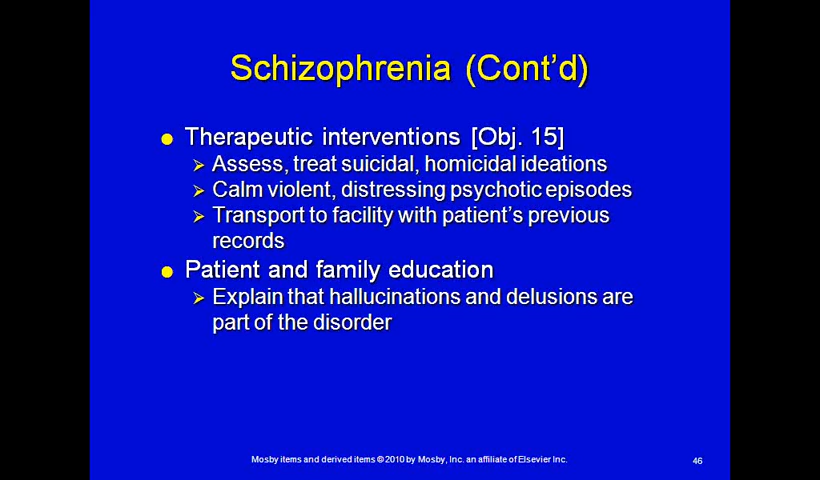 Schizophrenia (Cont’d)
Therapeutic interventions [Obj. 15]
Assess, treat suicidal, homicidal ideations
Calm violent, distressing psychotic episodes
Transport to facility with patient’s previous
records
Patient and family education
Explain that hallucinations and delusions are
part of the disorder
Mosby items and derived items © 2010 by Mosby, Inc. an affiliate of Elsevier Inc.
46